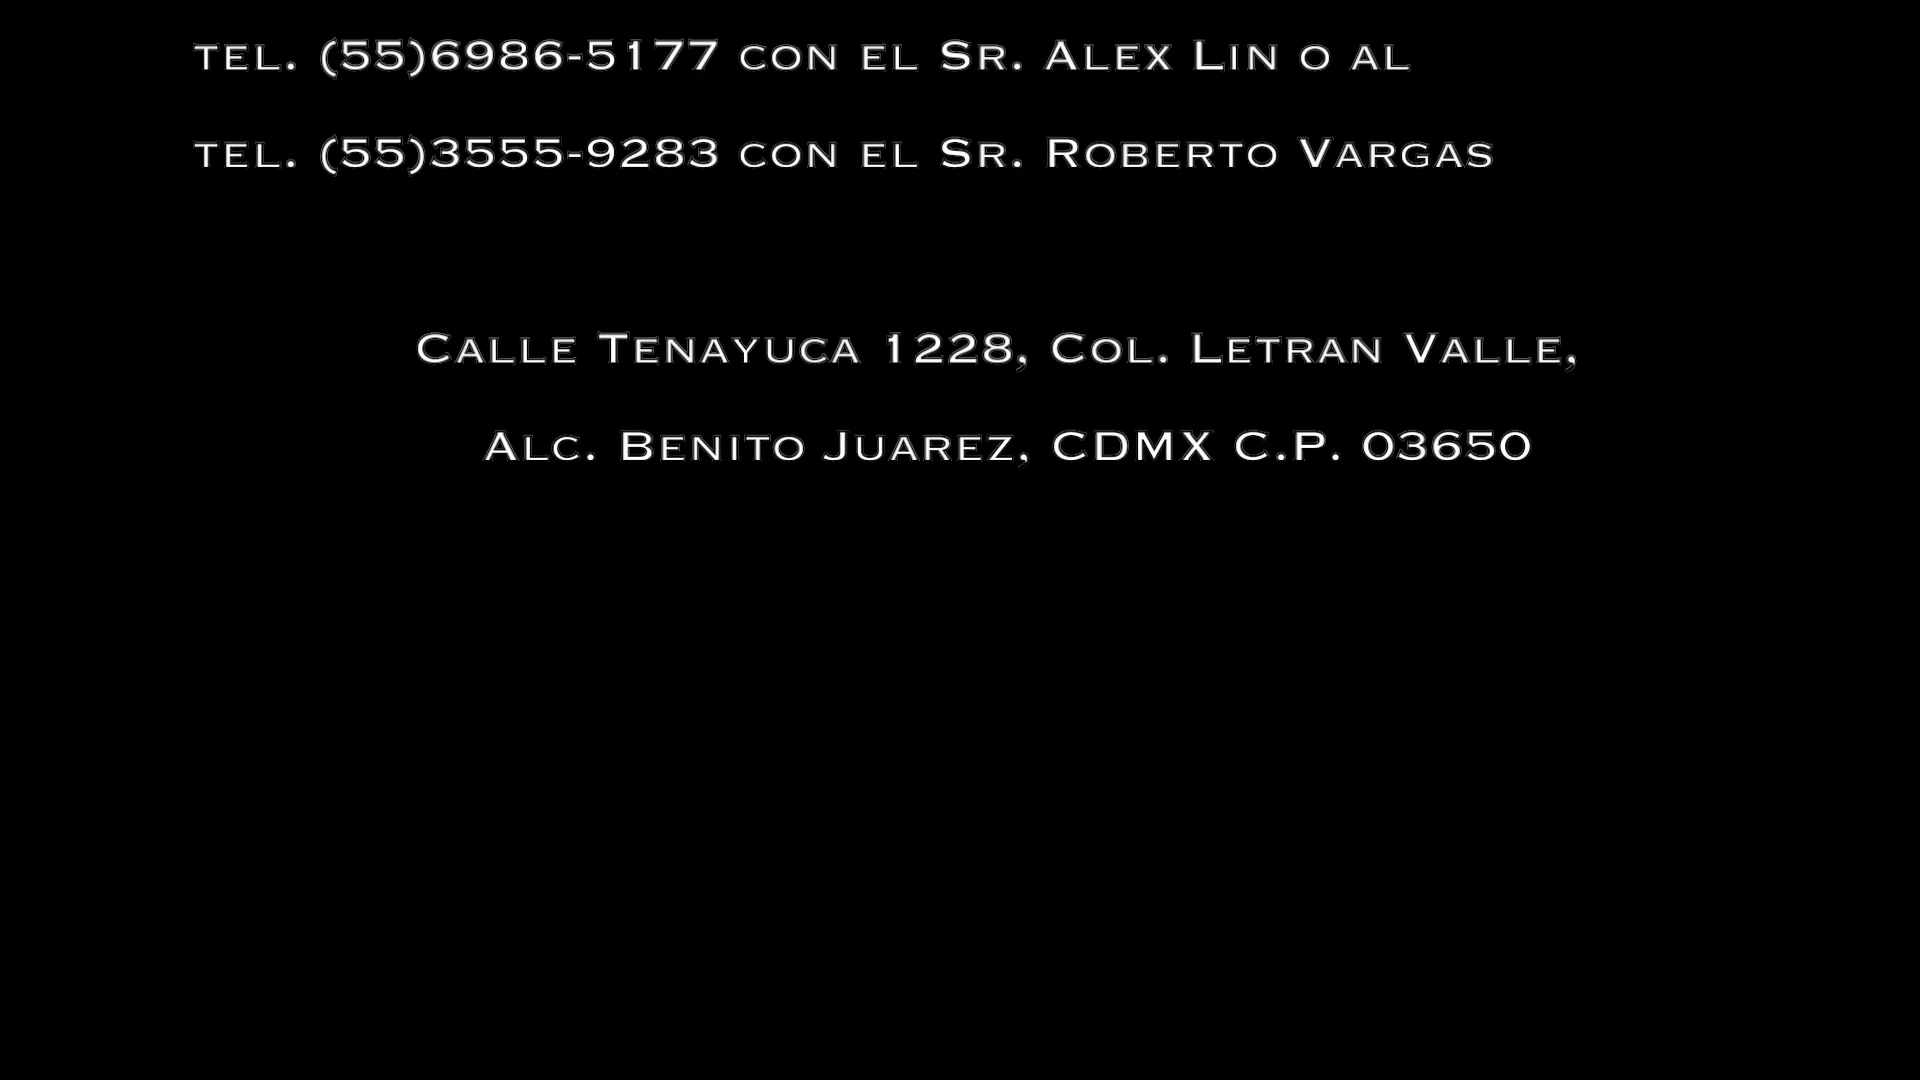 tel. (55)6986-5177 con el Sr. Alex Lin o al
tel. (55)3555-9283 con el Sr. Roberto Vargas
Calle Tenayuca 1228, Col. Letran Valle,
Alc. Benito Juarez, CDMX C.P. 03650